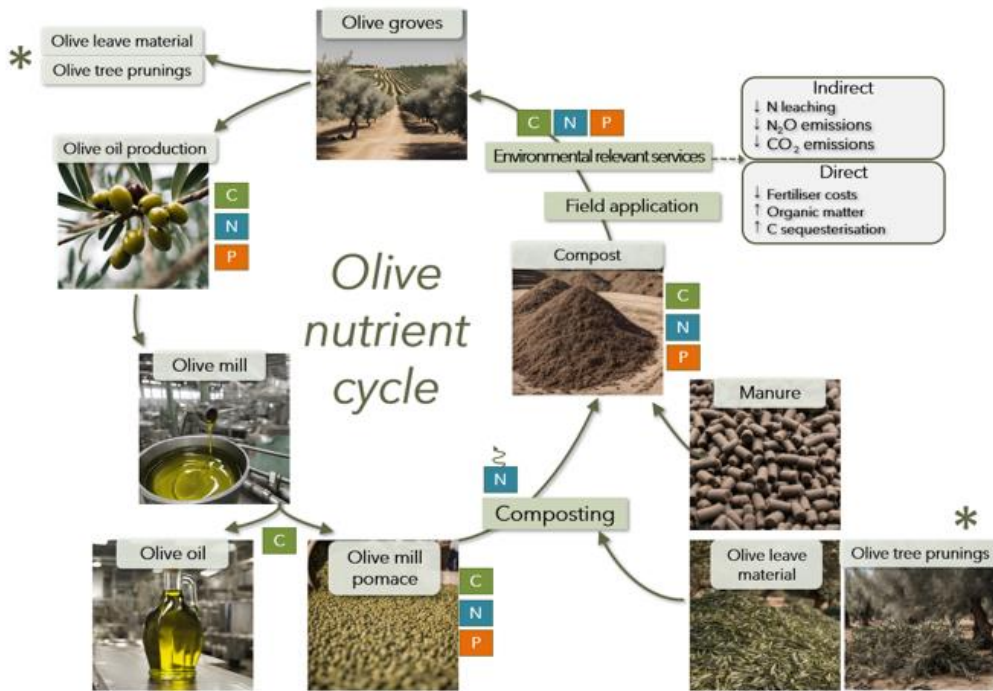 Olive groves
*
Olive leave material
Olive tree prunings
Olive oil production
C
N
P
C N P
Environmental relevant services
Field application
Indirect
↓ N leaching
↓ N₂O emissions
↓ CO₂ emissions
Direct
↓ Fertiliser costs
↑ Organic matter
↑ C sequesterisation
Olive
nutrient
cycle
Compost
C
N
P
Olive mill
Manure
N
Composting
*
C
Olive oil
Olive mill
pomace
C
N
P
Olive leave
material
Olive tree prunings